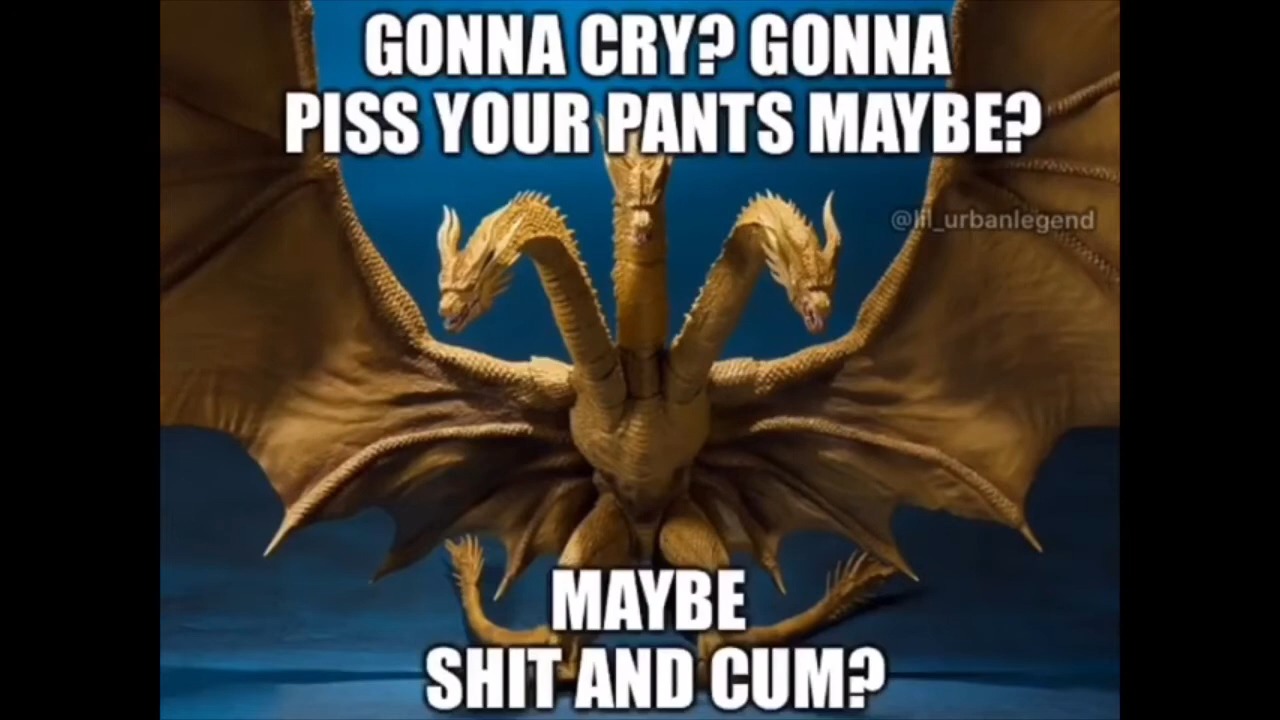 GONNA CRY? GONNA
PISS YOUR PANTS MAYBE?
@lil_urbanlegend
MAYBE
SHIT AND CUM?